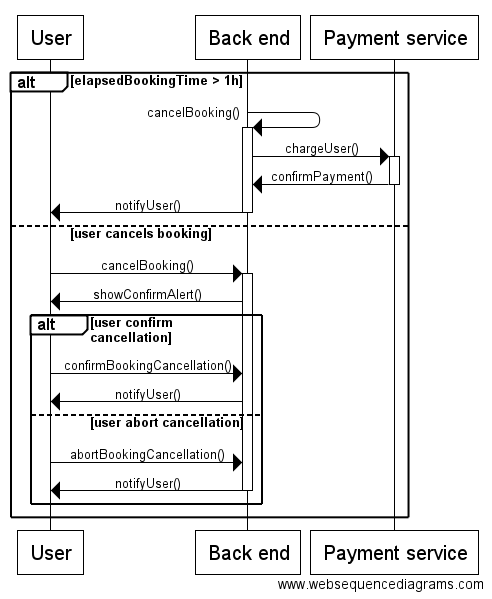 User
Back end
Payment service
alt
[elapsedBookingTime > 1h]
cancelBooking()
chargeUser()
confirmPayment()
notifyUser()
[user cancels booking]
cancelBooking()
showConfirmAlert()
alt
[user confirm
cancellation]
confirmBookingCancellation()
notifyUser()
[user abort cancellation]
abortBookingCancellation()
notifyUser()
User
Back end
Payment service
www.websequencediagrams.com